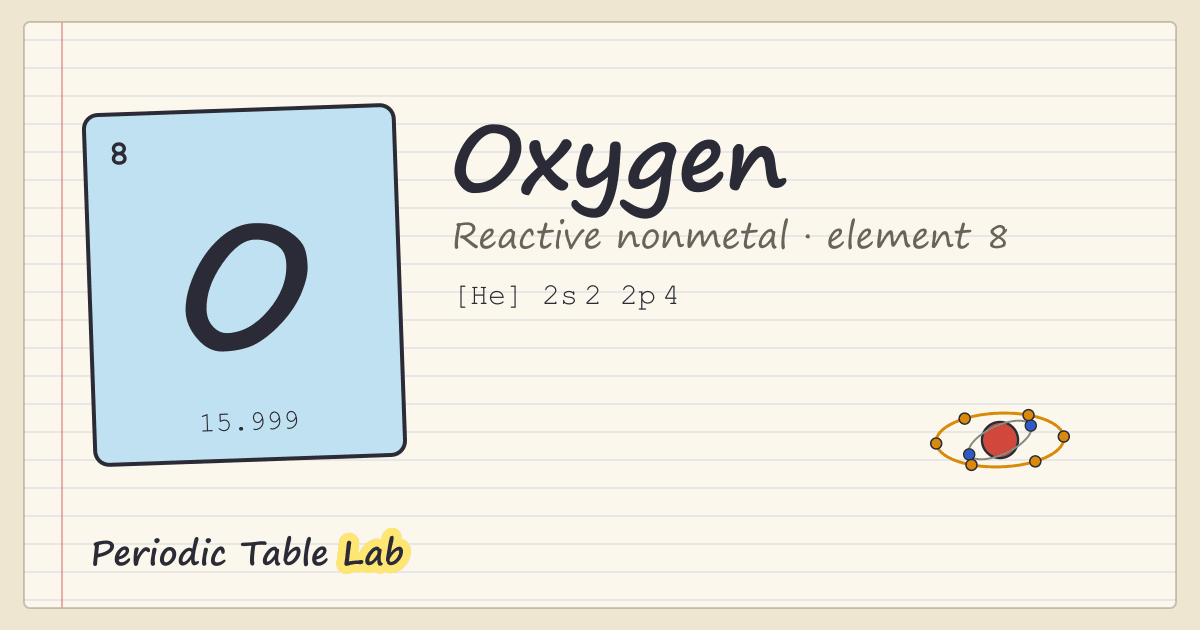 8
O
15.999
Oxygen
Reactive nonmetal · element 8
[He] 2s2 2p4
Periodic Table Lab